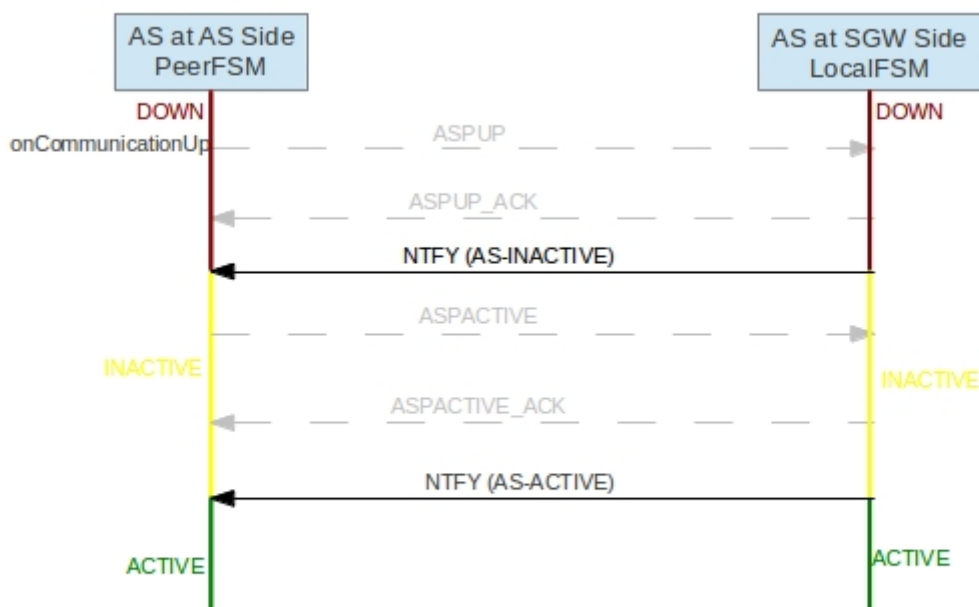 AS at AS Side
PeerFSM
AS at SGW Side
LocalFSM
DOWN
DOWN
onCommunicationUp
ASPUP
ASPUP_ACK
NTFY (AS-INACTIVE)
ASPACTIVE
INACTIVE
INACTIVE
ASPACTIVE_ACK
NTFY (AS-ACTIVE)
ACTIVE
ACTIVE